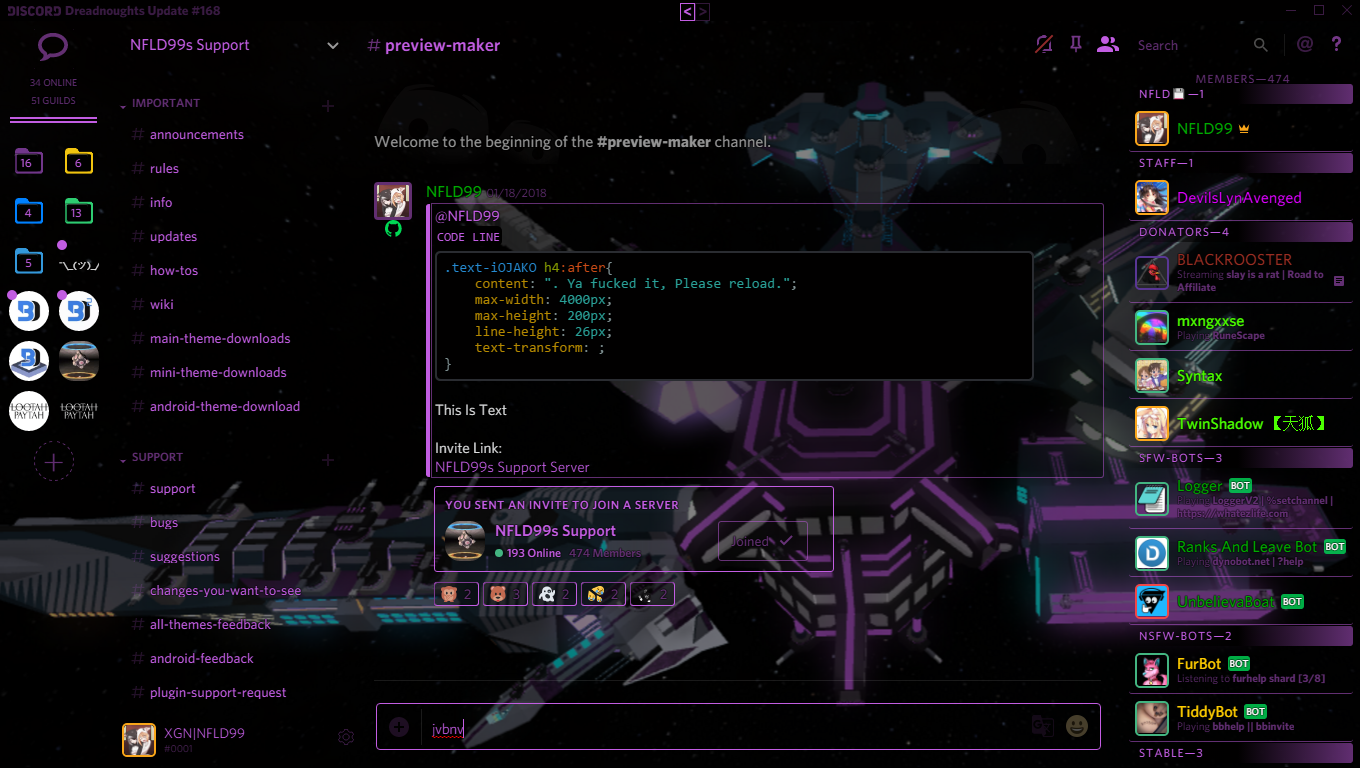 DISCORD Dreadnoughts Update #168
< >
34 ONLINE
51 GUILDS
16
6
4
13
5
¯\_(ツ)_/¯
2
LOOTAH PAYTAH
LOOTAH PAYTAH
NFLD99s Support
IMPORTANT
# announcements
# rules
# info
# updates
# how-tos
# wiki
# main-theme-downloads
# mini-theme-downloads
# android-theme-download
SUPPORT
# support
# bugs
# suggestions
# changes-you-want-to-see
# all-themes-feedback
# android-feedback
# plugin-support-request
XGN|NFLD99
#0001
# preview-maker
Search
@ ?
Welcome to the beginning of the #preview-maker channel.
NFLD99 01/18/2018
@NFLD99
CODE LINE
.text-iOJAKO h4:after{
content: ". Ya fucked it, Please reload.";
max-width: 4000px;
max-height: 200px;
line-height: 26px;
text-transform: ;
}
This Is Text
Invite Link:
NFLD99s Support Server
YOU SENT AN INVITE TO JOIN A SERVER
NFLD99s Support
193 Online 474 Members
Joined
2 3 2 2 2
jvbnv
MEMBERS—474
NFLD💾—1
NFLD99
STAFF—1
DevilsLynAvenged
DONATORS—4
BLACKROOSTER
Streaming slay is a rat | Road to
Affiliate
mxngxxse
Playing RuneScape
Syntax
TwinShadow 【天狐】
SFW-BOTS—3
Logger BOT
Playing LoggerV2 | %setchannel |
https://whatezlife.com
Ranks And Leave Bot BOT
Playing dynobot.net | ?help
UnbelievaBoat BOT
NSFW-BOTS—2
FurBot BOT
Listening to furhelp shard [3/8]
TiddyBot BOT
Playing bbhelp || bbinvite
STABLE—3